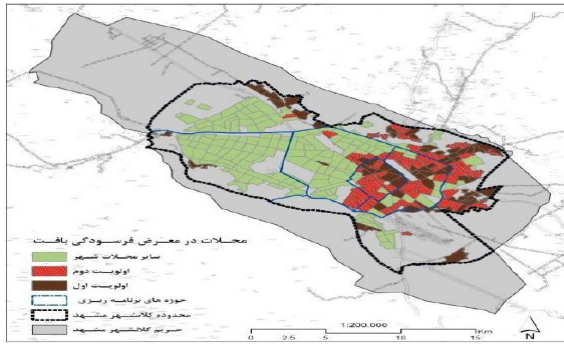 محلات در معرض فرسودگی بافت
سایر محلات شهر
اولویت دوم
اولویت اول
حوزه های برنامه ریزی
محدوده کلانشهر مشهد
حریم کلانشهر مشهد
1:200,000
0 2.5 5 10 15 Km
N